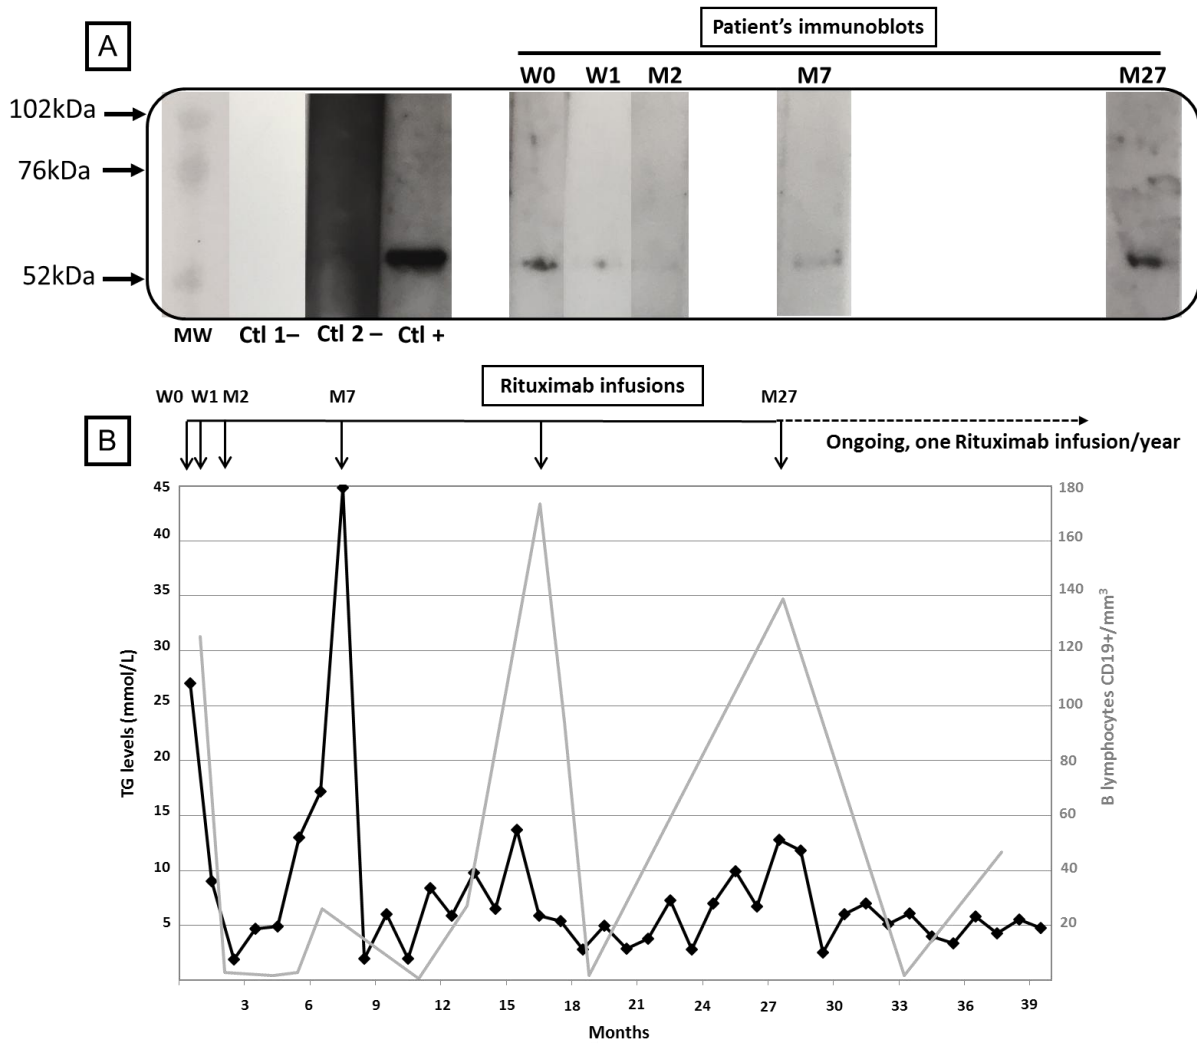 A
Patient's immunoblots
W0 W1 M2 M7 M27
102kDa
76kDa
52kDa
MW Ctl 1– Ctl 2 – Ctl +
Rituximab infusions
W0 W1 M2 M7 M27
B
Ongoing, one Rituximab infusion/year
45 180
40 160
35 140
30 120
25 100
20 80
15 60
10 40
5 20
TG levels (mmol/L)
B lymphocytes CD19+/mm³
3 6 9 12 15 18 21 24 27 30 33 36 39
Months